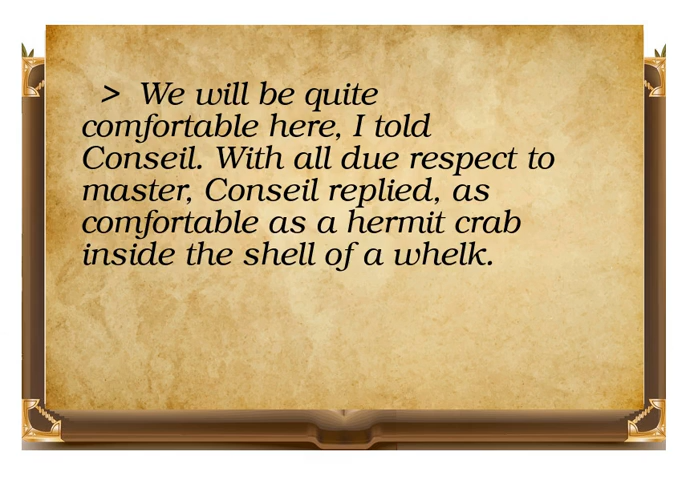 > We will be quite
comfortable here, I told
Conseil. With all due respect to
master, Conseil replied, as
comfortable as a hermit crab
inside the shell of a whelk.